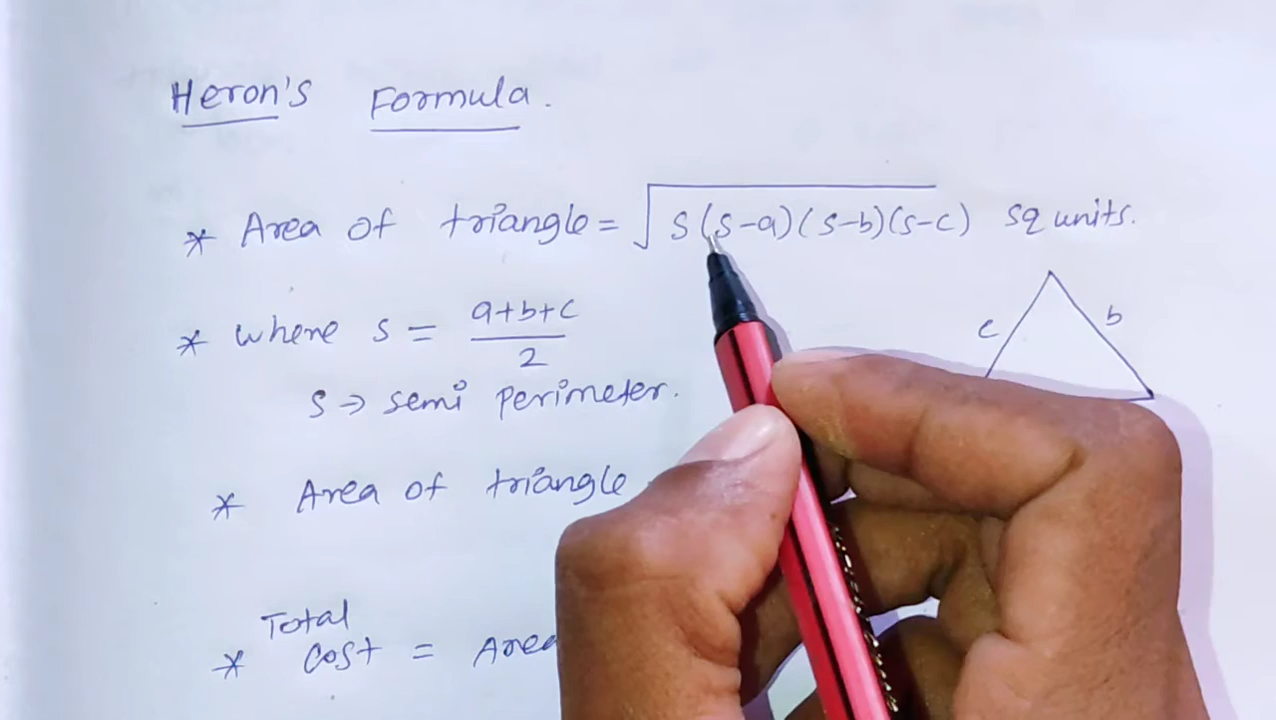 Heron's Formula.
* Area of triangle = √s(s-a)(s-b)(s-c) sq units.
* where s = a+b+c
2
s → semi perimeter.
c b
* Area of triangle
Total
* Cost = Area